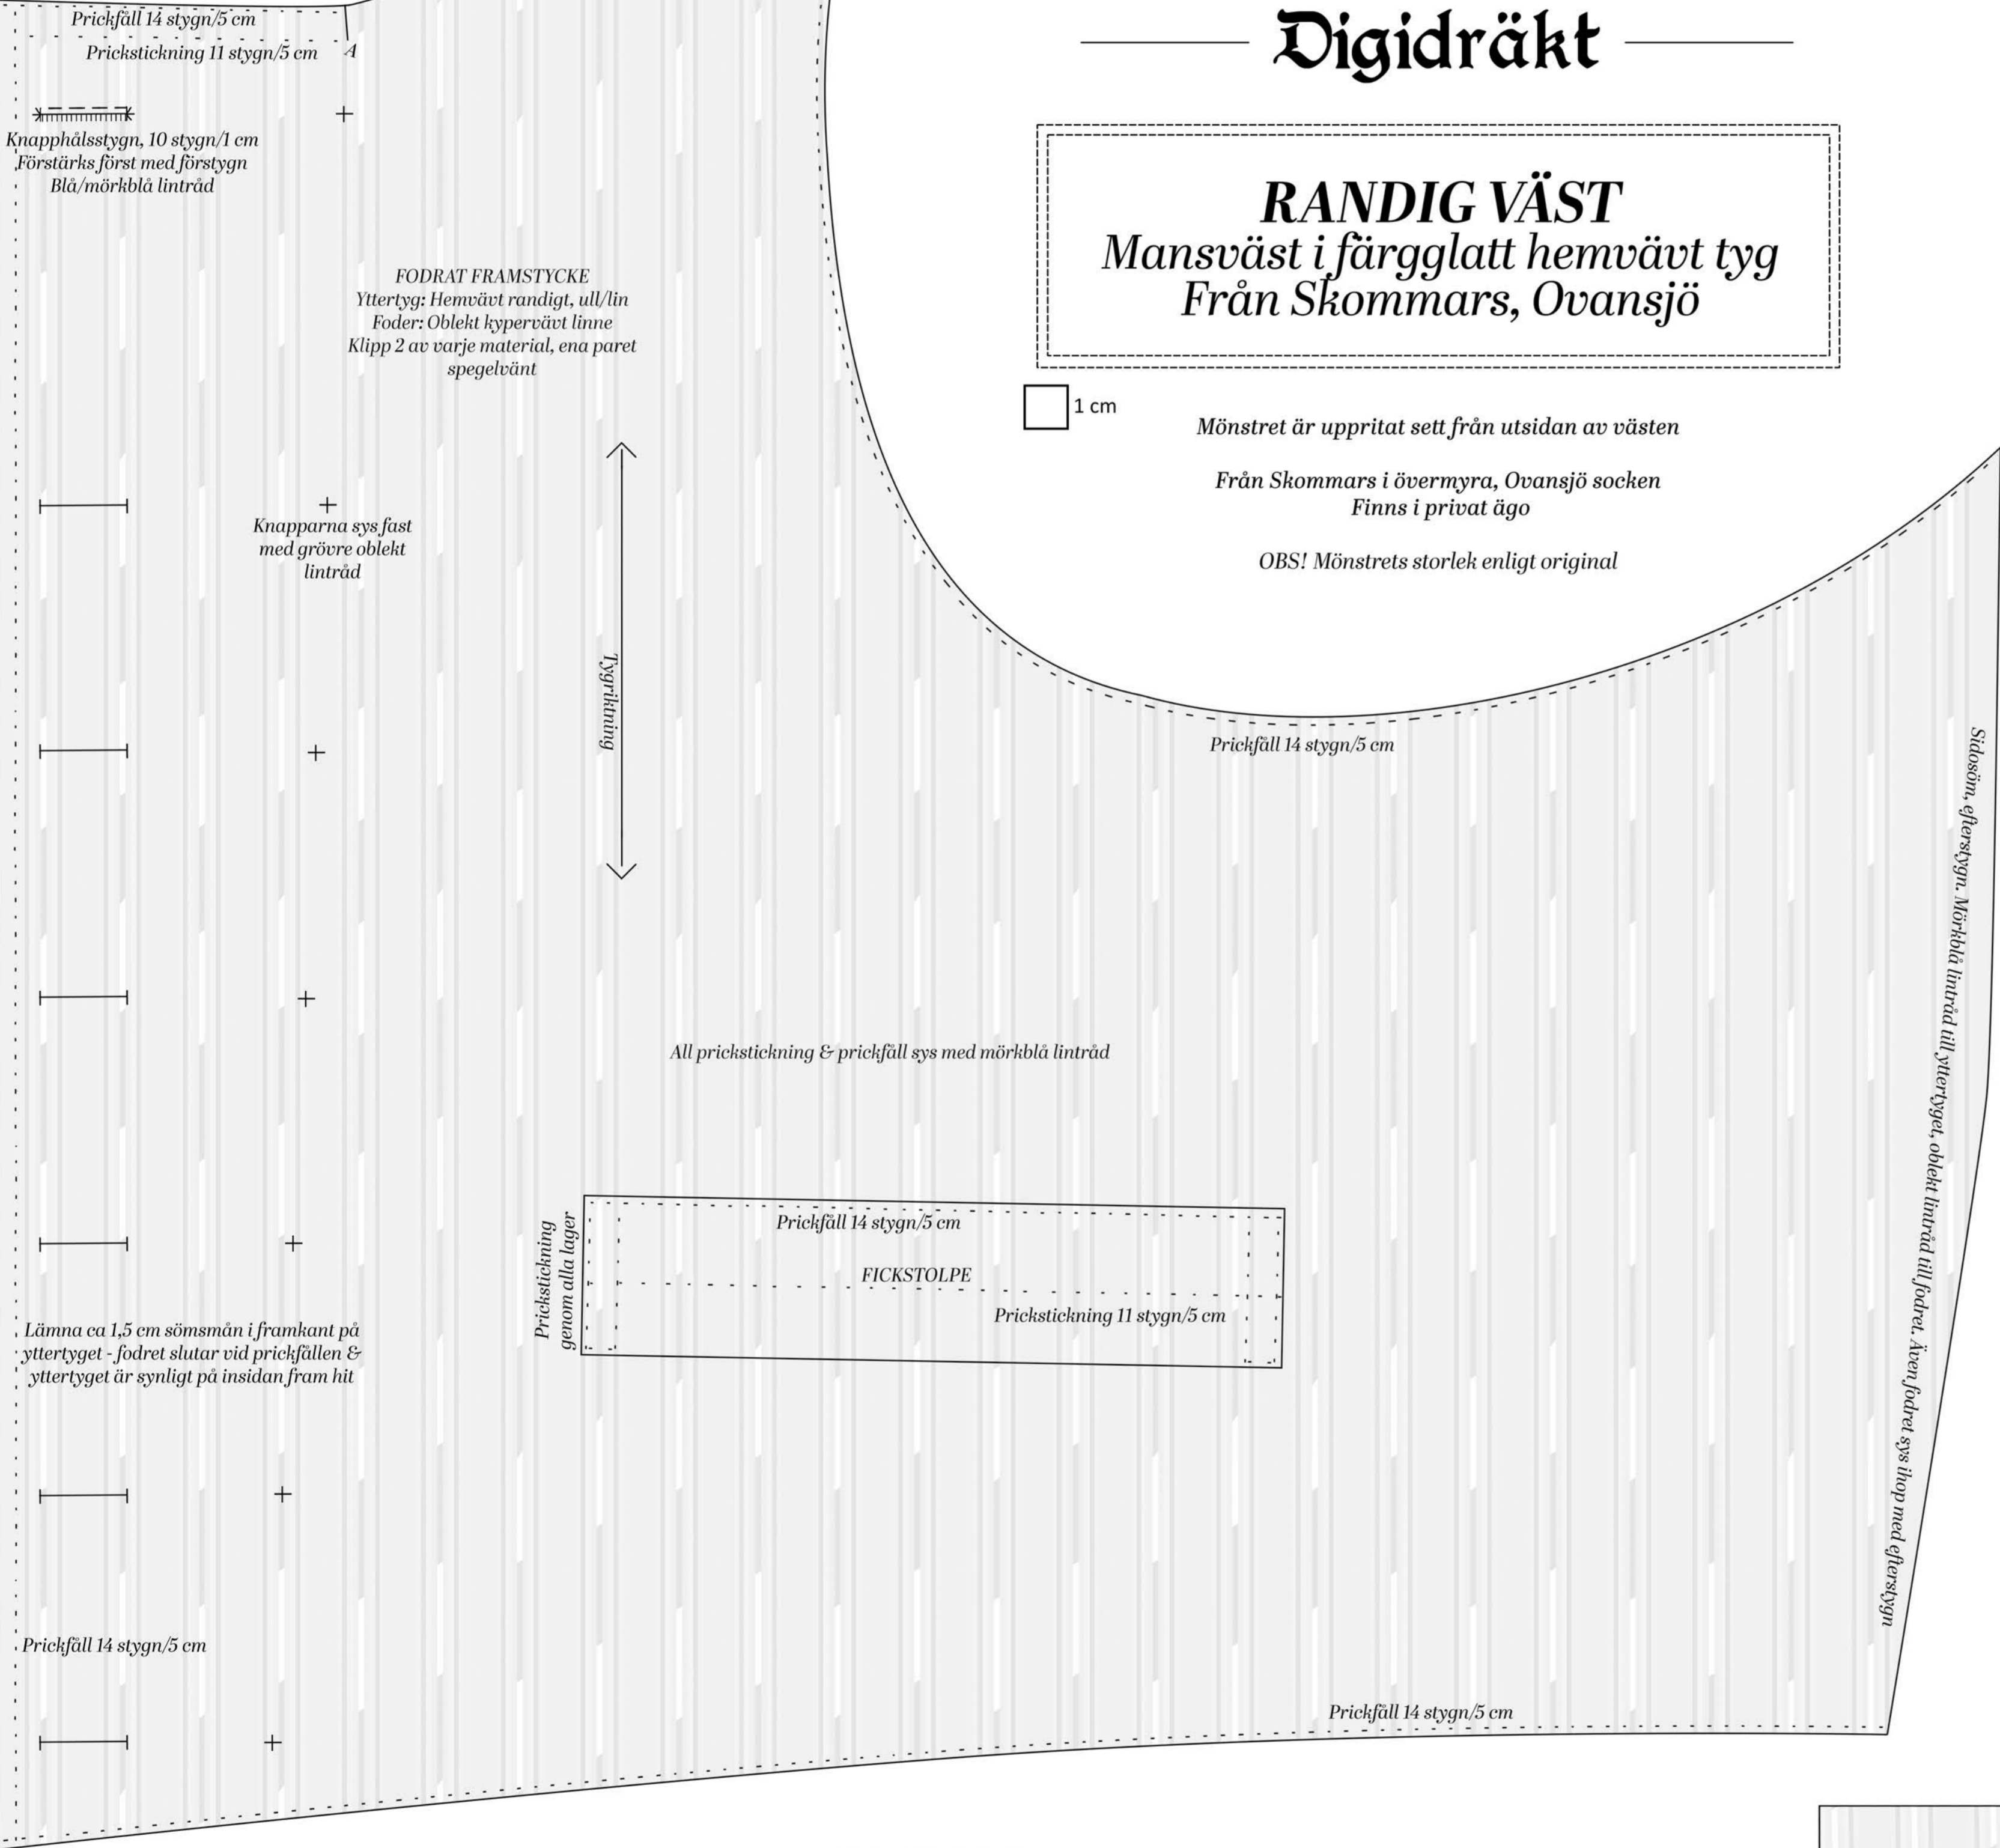 Prickfåll 14 stygn/5 cm
Prickstickning 11 stygn/5 cm
A
Knapphålsstygn, 10 stygn/1 cm
Förstärks först med förstygn
Blå/mörkblå lintråd
Digidräkt
RANDIG VÄST
Mansväst i färgglatt hemvävt tyg
Från Skommars, Ovansjö
1 cm
Mönstret är uppritat sett från utsidan av västen
Från Skommars i övermyra, Ovansjö socken
Finns i privat ägo
OBS! Mönstrets storlek enligt original
FODRAT FRAMSTYCKE
Yttertyg: Hemvävt randigt, ull/lin
Foder: Oblekt kypervävt linne
Klipp 2 av varje material, ena paret
spegelvänt
Knapparna sys fast
med grövre oblekt
lintråd
Tygriktning
Prickfåll 14 stygn/5 cm
Sidosöm, efterstygn. Mörkblå lintråd till yttertyget, oblekt lintråd till fodret. Även fodret sys ihop med efterstygn
All prickstickning & prickfåll sys med mörkblå lintråd
Prickstickning
genom alla lager
Prickfåll 14 stygn/5 cm
FICKSTOLPE
Prickstickning 11 stygn/5 cm
Lämna ca 1,5 cm sömsmån i framkant på
yttertyget - fodret slutar vid prickfållen &
yttertyget är synligt på insidan fram hit
Prickfåll 14 stygn/5 cm
Prickfåll 14 stygn/5 cm